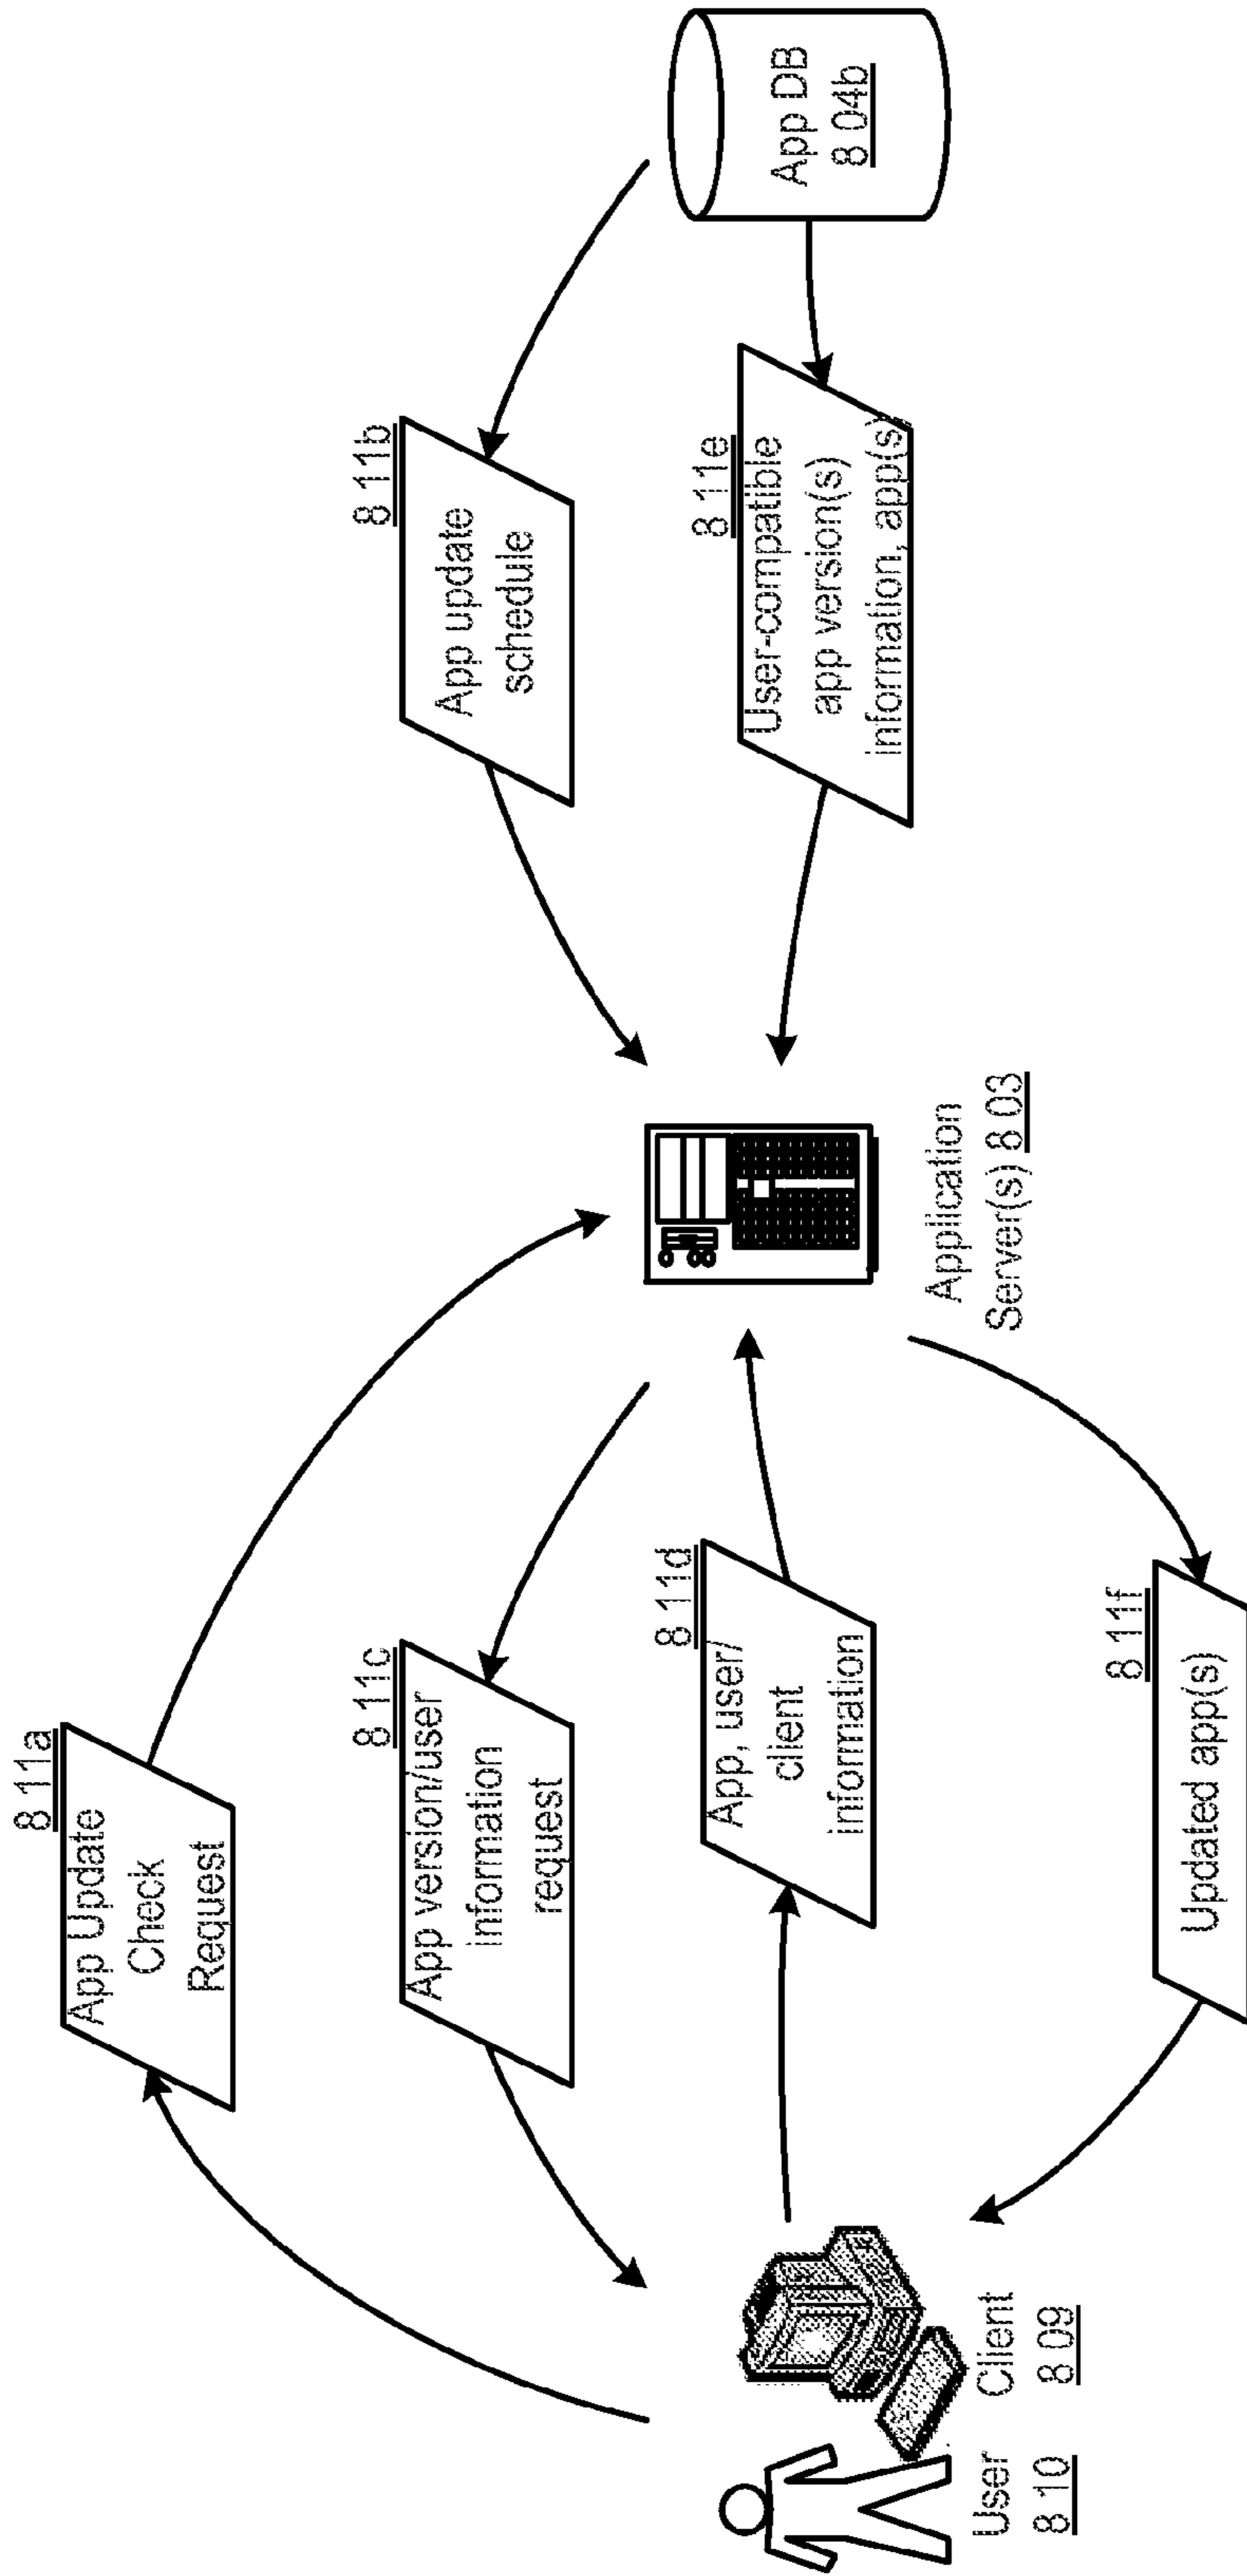 8 11a
App Update
Check
Request
8 11c
App version/user
information
request
8 11d
App, user/
client
information
8 11f
Updated app(s)
User
8 10
Client
8 09
Application
Server(s) 8 03
8 11b
App update
schedule
8 11e
User-compatible
app version(s)
information, app(s)
App DB
8 04b